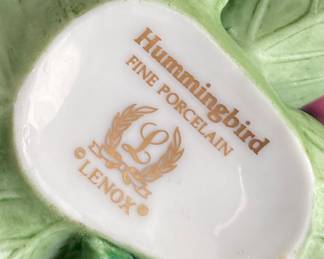 Hummingbird
FINE PORCELAIN
L
© LENOX ®